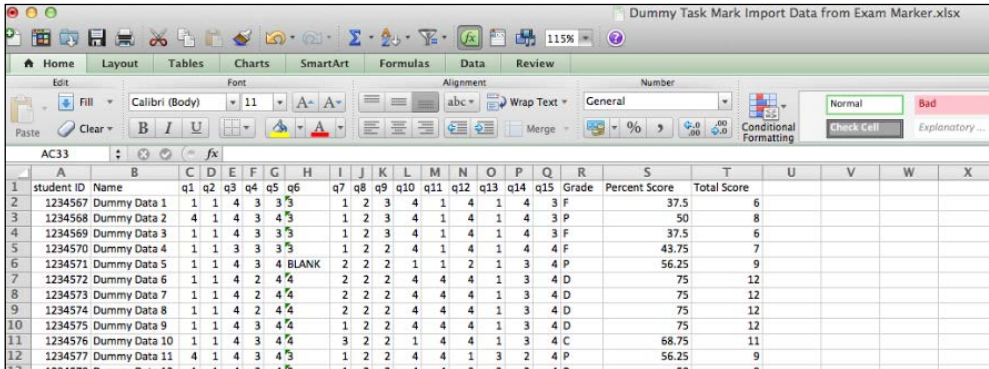 Dummy Task Mark Import Data from Exam Marker.xlsx
115%
Home Layout Tables Charts SmartArt Formulas Data Review
Edit Font Alignment Number
Fill Calibri (Body) 11 A A abc Wrap Text General Normal Bad
Paste Clear B I U A Merge % Conditional Formatting Check Cell Explanatory ...
AC33 fx
A B C D E F G H I J K L M N O P Q R S T U V W X
1 student ID Name q1 q2 q3 q4 q5 q6 q7 q8 q9 q10 q11 q12 q13 q14 q15 Grade Percent Score Total Score
2 1234567 Dummy Data 1 1 1 4 3 3 3 1 2 3 4 1 4 1 4 3 F 37.5 6
3 1234568 Dummy Data 2 4 1 4 3 4 3 1 2 3 4 1 4 1 4 3 P 50 8
4 1234569 Dummy Data 3 1 1 4 3 3 3 1 2 3 4 1 4 1 4 3 F 37.5 6
5 1234570 Dummy Data 4 1 1 3 3 3 3 1 2 2 4 1 4 1 4 4 F 43.75 7
6 1234571 Dummy Data 5 1 1 4 3 4 BLANK 2 2 2 1 1 2 1 3 4 P 56.25 9
7 1234572 Dummy Data 6 1 1 4 2 4 4 2 2 2 4 4 4 1 3 4 D 75 12
8 1234573 Dummy Data 7 1 1 4 2 4 4 2 2 2 4 4 4 1 3 4 D 75 12
9 1234574 Dummy Data 8 1 1 4 2 4 4 2 2 2 4 4 4 1 3 4 D 75 12
10 1234575 Dummy Data 9 1 1 4 3 4 4 1 2 2 4 4 4 1 3 4 D 75 12
11 1234576 Dummy Data 10 1 1 4 3 4 4 3 2 2 1 4 4 1 3 4 C 68.75 11
12 1234577 Dummy Data 11 4 1 4 3 4 3 1 2 2 4 4 1 3 2 4 P 56.25 9